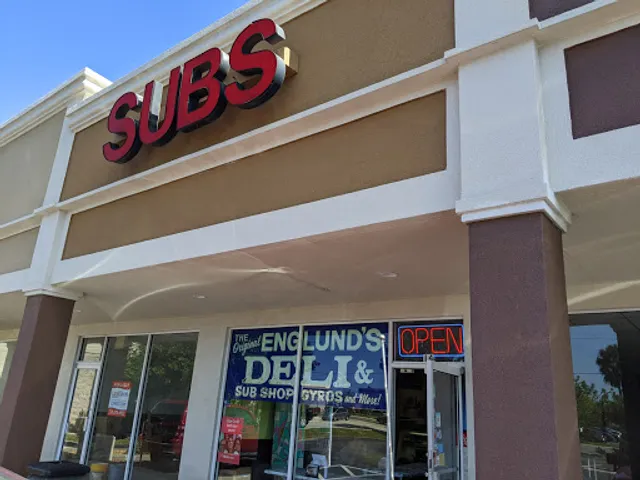 SUBS
THE Original ENGLUND'S
DELI &
SUB SHOP GYROS and More!
OPEN